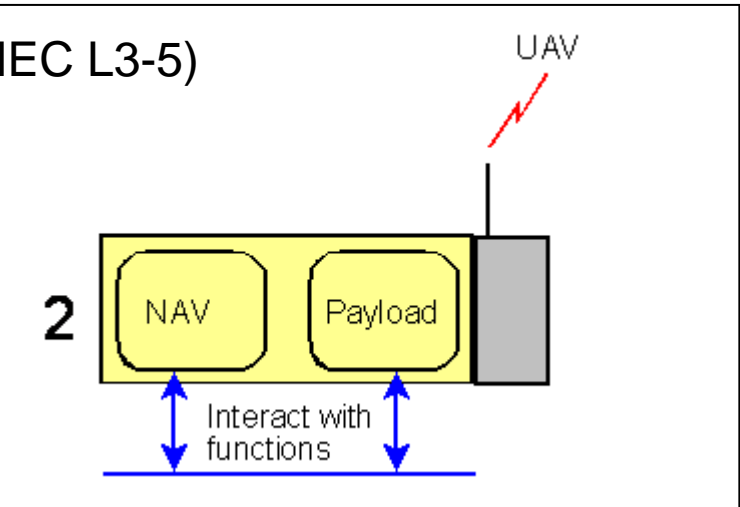 IEC L3-5)
UAV
2
NAV
Payload
Interact with
functions